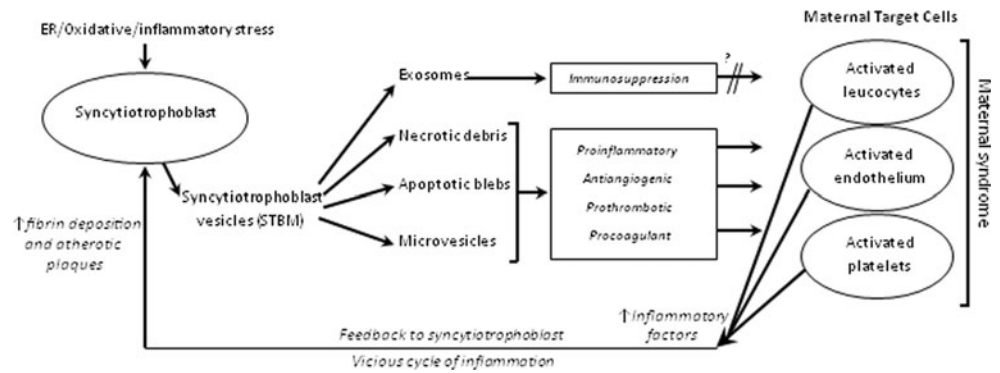 ER/Oxidative/inflammatory stress
Syncytiotrophoblast
Syncytiotrophoblast
vesicles (STBM)
Exosomes
Necrotic debris
Apoptotic blebs
Microvesicles
Immunosuppression
?
Proinflammatory
Antiangiogenic
Prothrombotic
Procoagulant
Maternal Target Cells
Activated
leucocytes
Activated
endothelium
Activated
platelets
Maternal syndrome
↑ Inflammatory
factors
Feedback to syncytiotrophoblast
Vicious cycle of inflammation
↑ fibrin deposition
and atherotic
plaques